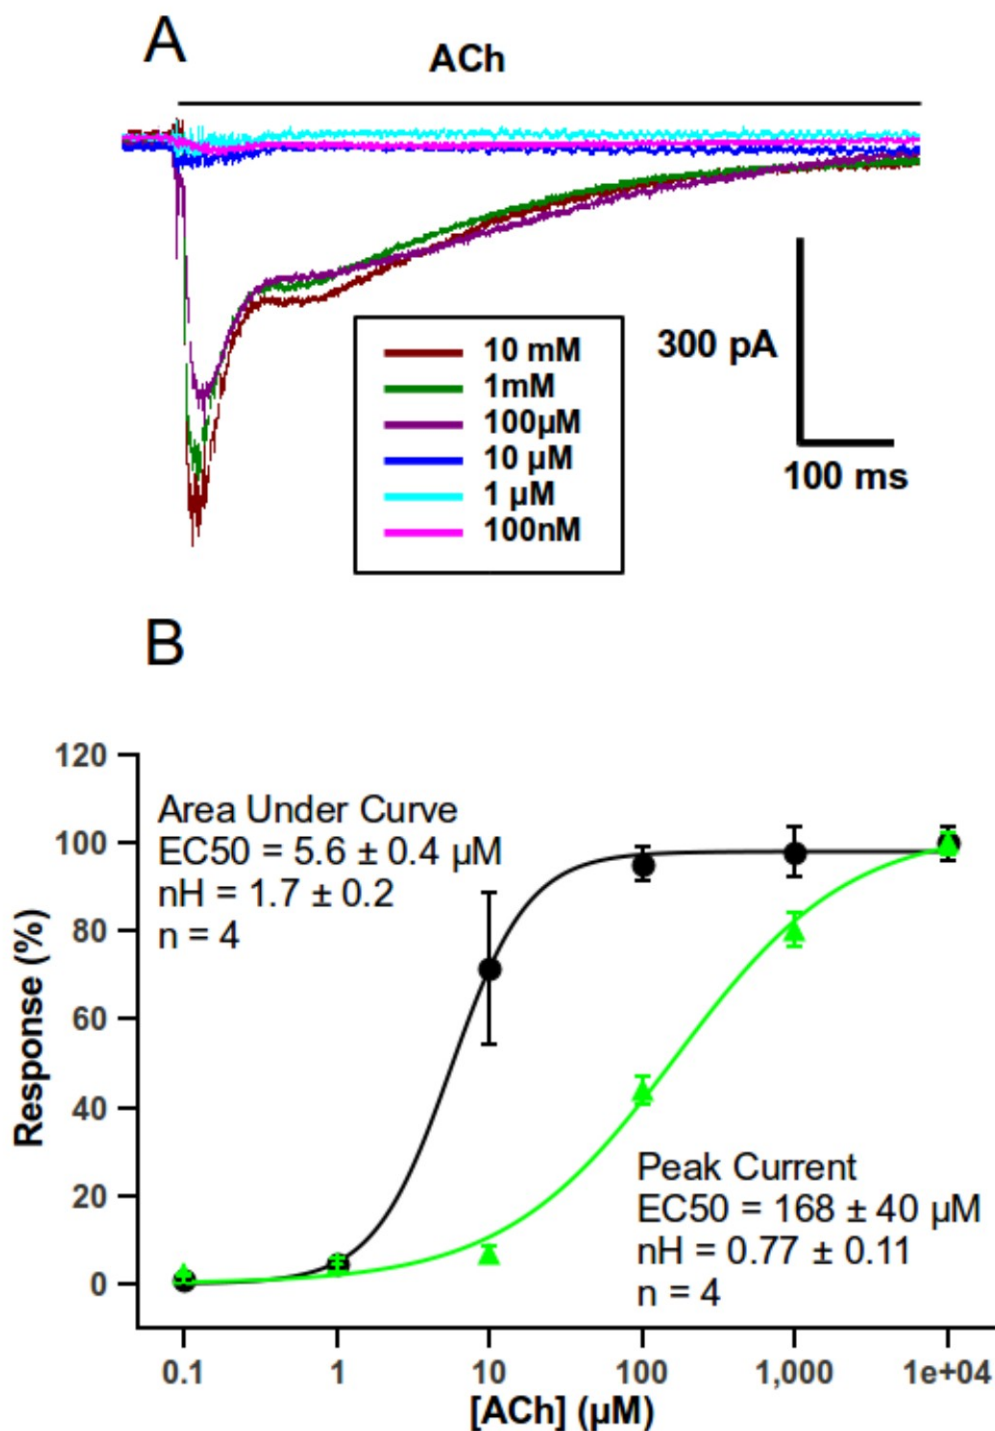 A
ACh
300 pA
100 ms
10 mM
1mM
100µM
10 µM
1 µM
100nM
B
Response (%)
120
100
80
60
40
20
0
Area Under Curve
EC50 = 5.6 ± 0.4 µM
nH = 1.7 ± 0.2
n = 4
Peak Current
EC50 = 168 ± 40 µM
nH = 0.77 ± 0.11
n = 4
0.1 1 10 100 1,000 1e+04
[ACh] (µM)